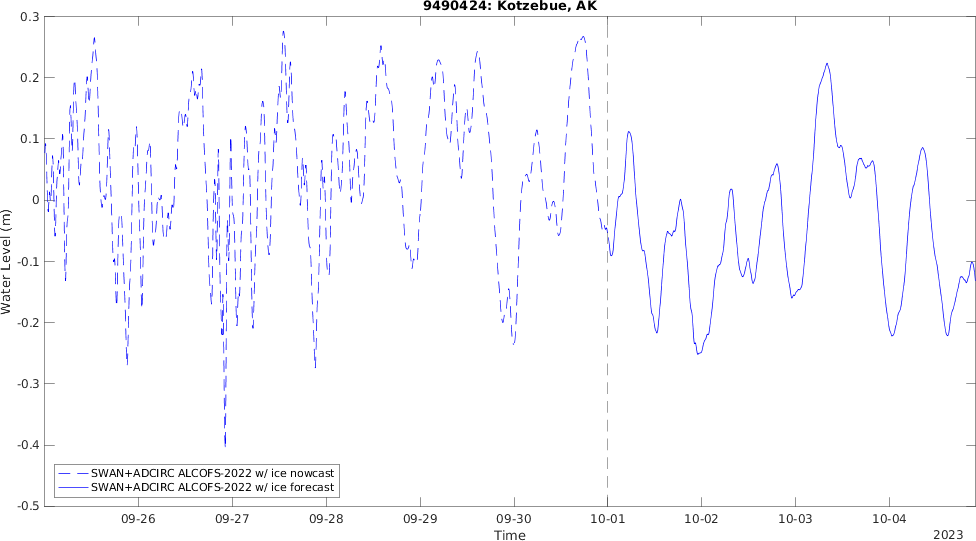 9490424: Kotzebue, AK
0.3
0.2
0.1
0
-0.1
-0.2
-0.3
-0.4
-0.5
Water Level (m)
SWAN+ADCIRC ALCOFS-2022 w/ ice nowcast
SWAN+ADCIRC ALCOFS-2022 w/ ice forecast
09-26 09-27 09-28 09-29 09-30 10-01 10-02 10-03 10-04
Time
2023